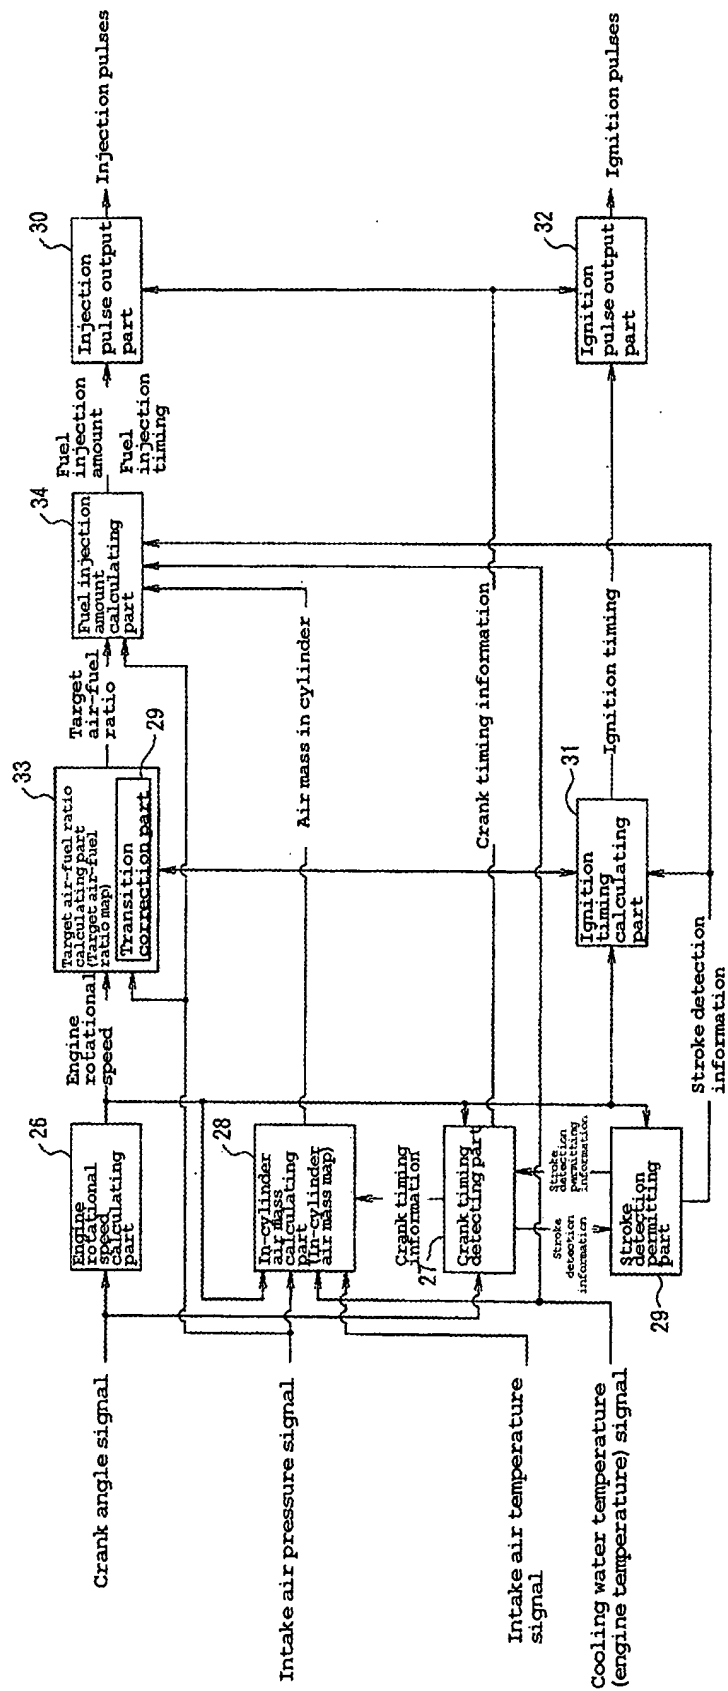 Crank angle signal
Intake air pressure signal
Intake air temperature
signal
Cooling water temperature
(engine temperature) signal
26
Engine
rotational
speed
calculating
part
28
In-cylinder
air mass
calculating
part
(In-cylinder
air mass map)
Crank timing
information
27
Crank timing
detecting part
Stroke
detection
permitting
information
Stroke
detection
information
Stroke
detection
permitting
part
29
Engine
rotational
speed
33
Target air-fuel ratio
calculating part
(Target air-fuel
ratio map)
Transition
correction part
29
Target
air-fuel
ratio
Air mass in cylinder
Crank timing information
31
Ignition
timing
calculating
part
Stroke detection
information
34
Fuel injection
amount
calculating
part
Ignition timing
Fuel
injection
amount
Fuel
injection
timing
30
Injection
pulse output
part
Injection pulses
32
Ignition
pulse output
part
Ignition pulses